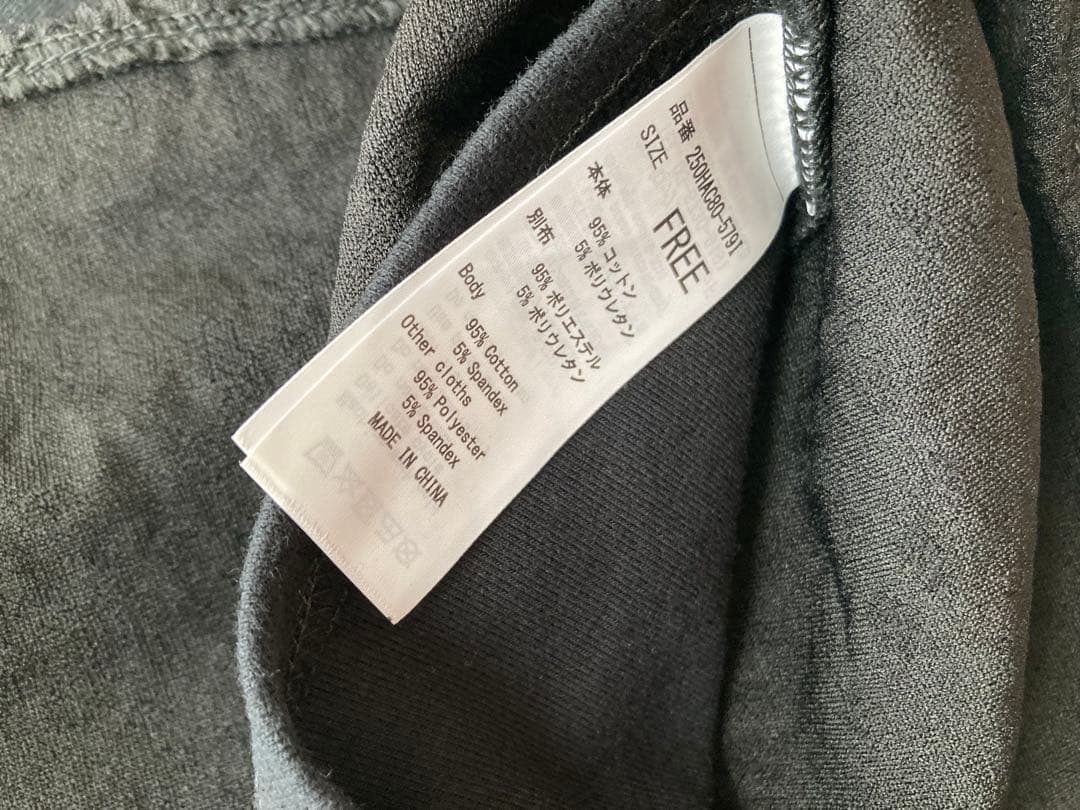 品番 250HAC80-5791
SIZE
FREE
本体
95% コットン
5% ポリウレタン
別布
95% ポリエステル
5% ポリウレタン
Body
95% Cotton
5% Spandex
Other cloths
95% Polyester
5% Spandex
MADE IN CHINA